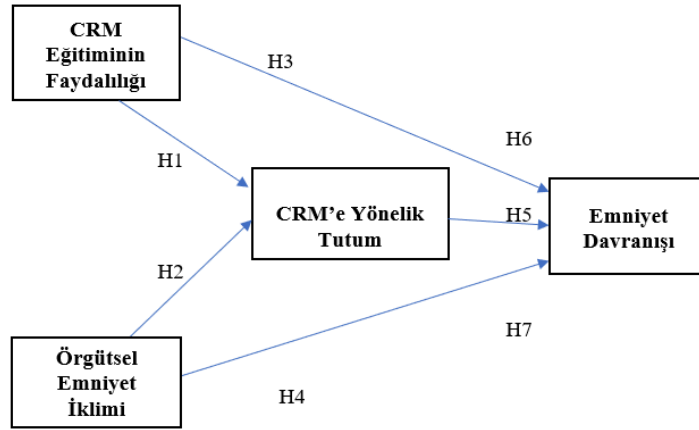 CRM
Eğitiminin
Faydalılığı
H3
H1
H6
CRM’e Yönelik
Tutum
H5
Emniyet
Davranışı
H2
H7
Örgütsel
Emniyet
İklimi
H4